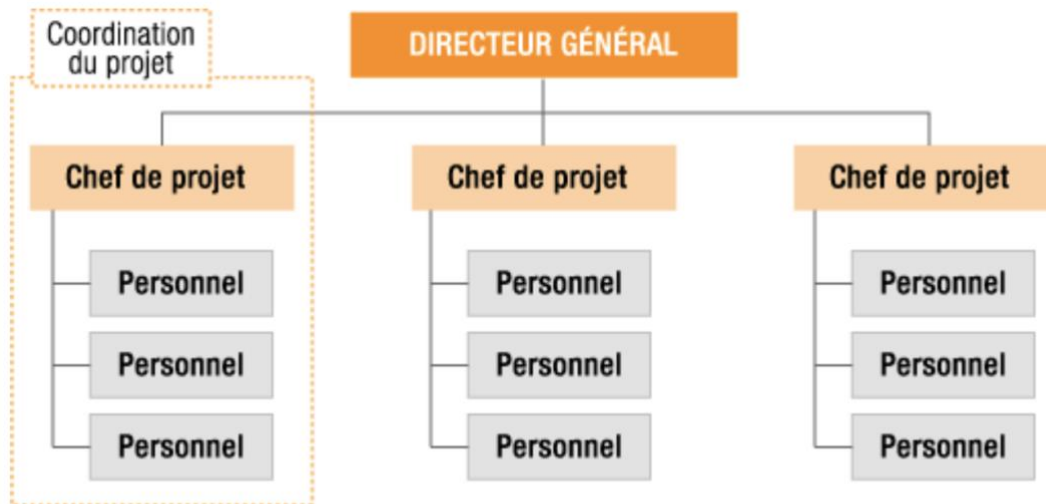 Coordination
du projet
DIRECTEUR GÉNÉRAL
Chef de projet
Chef de projet
Chef de projet
Personnel
Personnel
Personnel
Personnel
Personnel
Personnel
Personnel
Personnel
Personnel